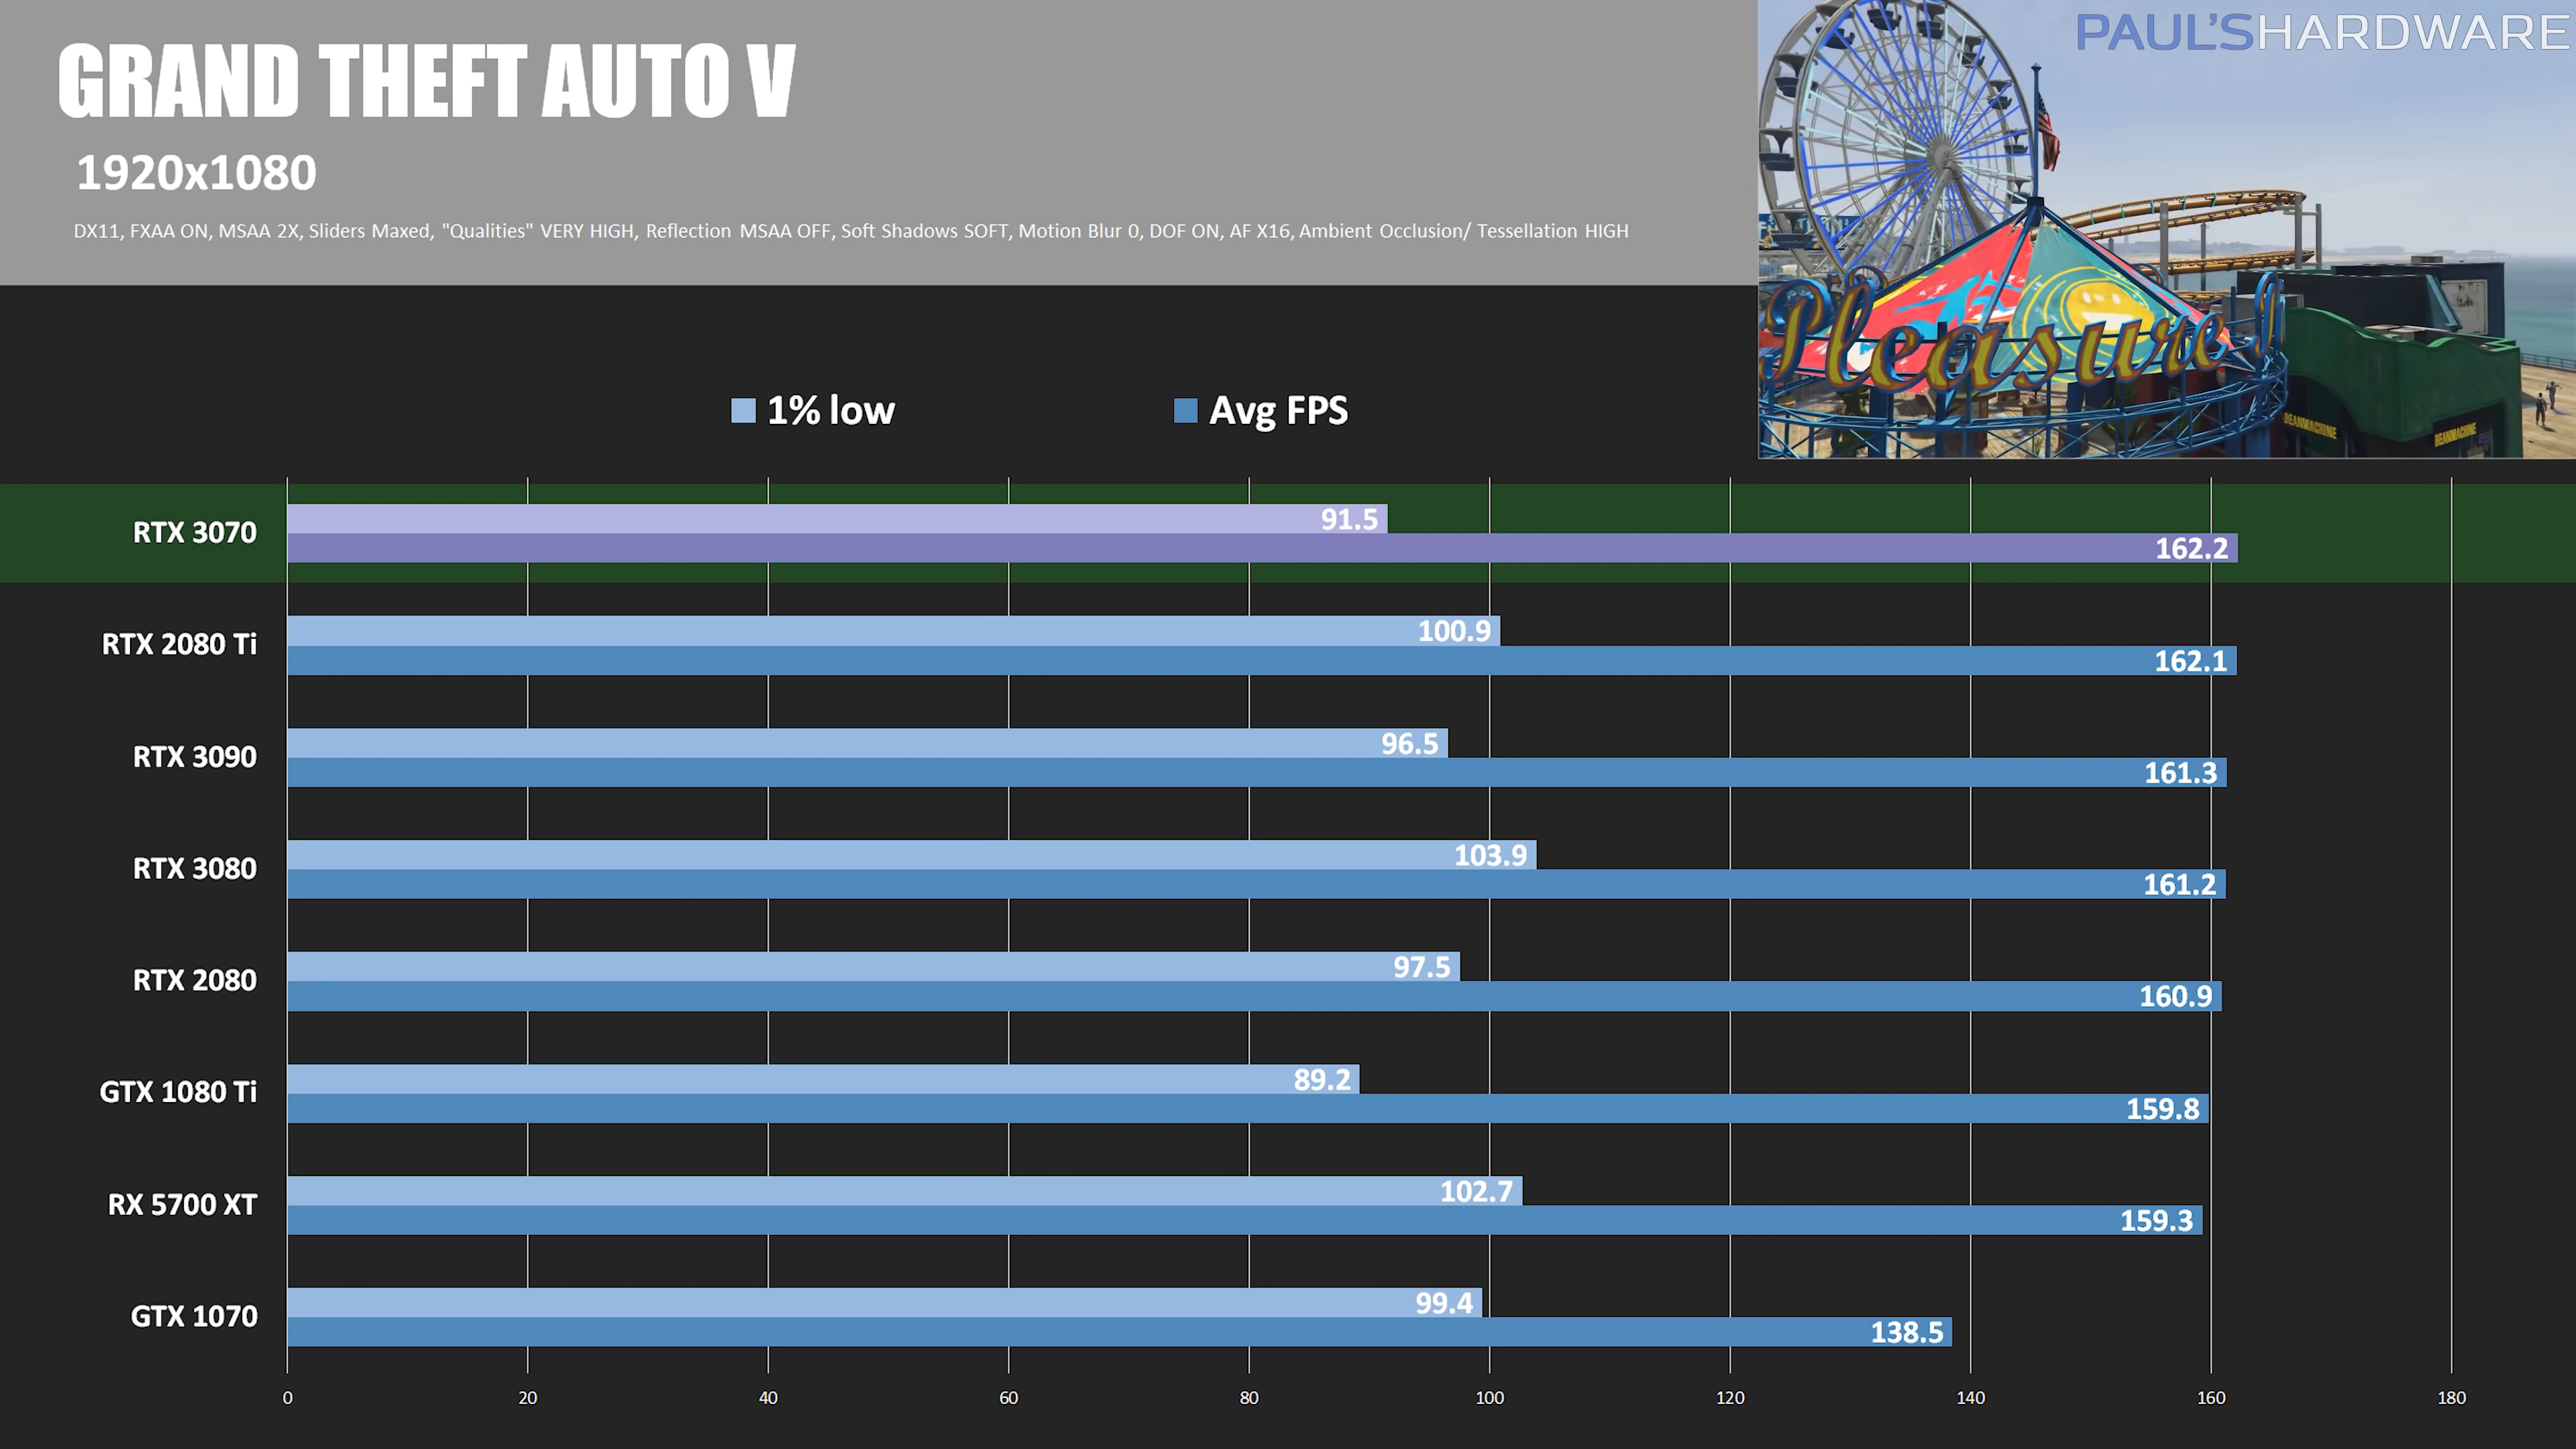 PAUL'SHARDWARE
GRAND THEFT AUTO V
1920x1080
DX11, FXAA ON, MSAA 2X, Sliders Maxed, "Qualities" VERY HIGH, Reflection MSAA OFF, Soft Shadows SOFT, Motion Blur 0, DOF ON, AF X16, Ambient Occlusion/ Tessellation HIGH
Pleasure
BEANMACHINE
BEANMACHINE
1% low
Avg FPS
RTX 3070
91.5
162.2
RTX 2080 Ti
100.9
162.1
RTX 3090
96.5
161.3
RTX 3080
103.9
161.2
RTX 2080
97.5
160.9
GTX 1080 Ti
89.2
159.8
RX 5700 XT
102.7
159.3
GTX 1070
99.4
138.5
0 20 40 60 80 100 120 140 160 180